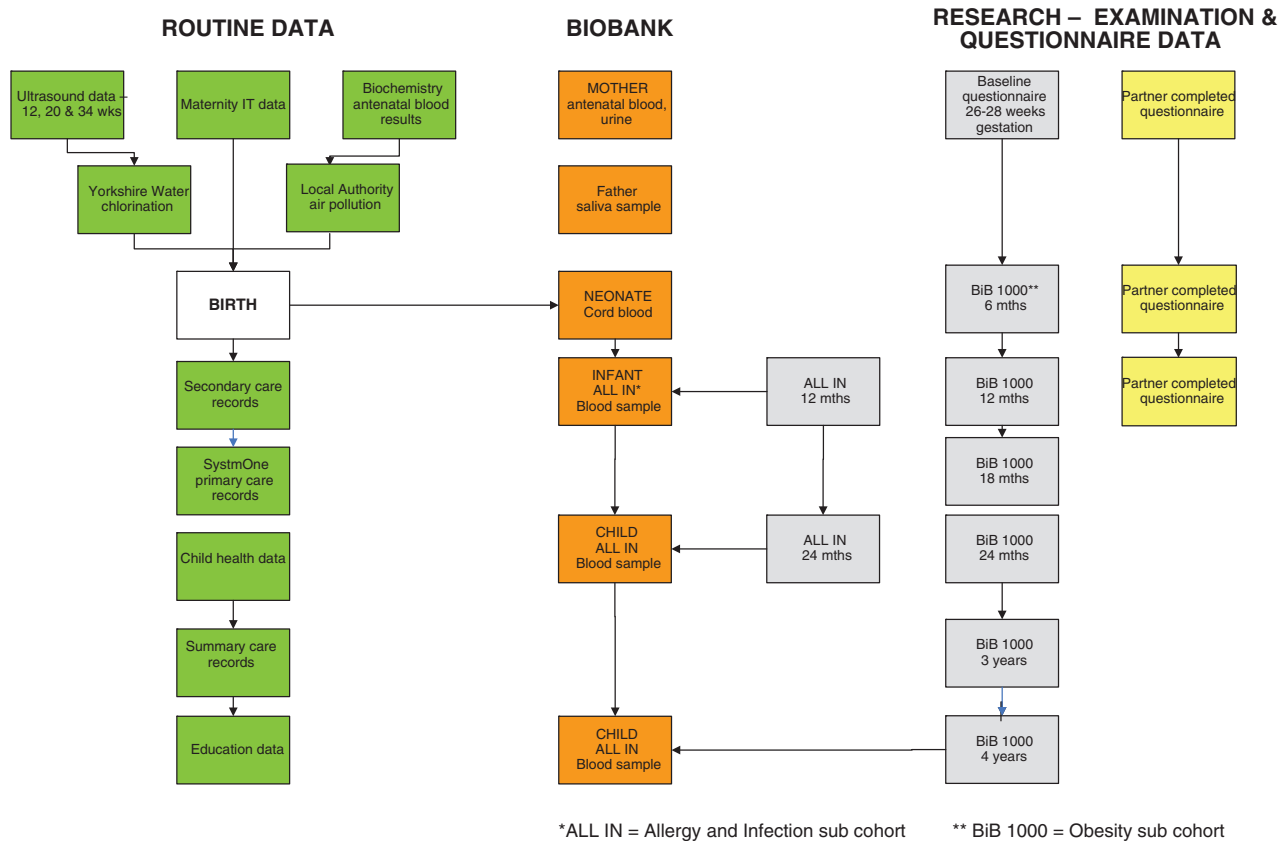 ROUTINE DATA
BIOBANK
RESEARCH – EXAMINATION &
QUESTIONNAIRE DATA
Ultrasound data –
12, 20 & 34 wks
Maternity IT data
Biochemistry
antenatal blood
results
MOTHER
antenatal blood,
urine
Baseline
questionnaire
26-28 weeks
gestation
Partner completed
questionnaire
Yorkshire Water
chlorination
Local Authority
air pollution
Father
saliva sample
BIRTH
NEONATE
Cord blood
BiB 1000**
6 mths
Partner completed
questionnaire
Secondary care
records
INFANT
ALL IN*
Blood sample
ALL IN
12 mths
BiB 1000
12 mths
Partner completed
questionnaire
SystmOne
primary care
records
BiB 1000
18 mths
Child health data
CHILD
ALL IN
Blood sample
ALL IN
24 mths
BiB 1000
24 mths
Summary care
records
BiB 1000
3 years
Education data
CHILD
ALL IN
Blood sample
BiB 1000
4 years
*ALL IN = Allergy and Infection sub cohort
** BiB 1000 = Obesity sub cohort